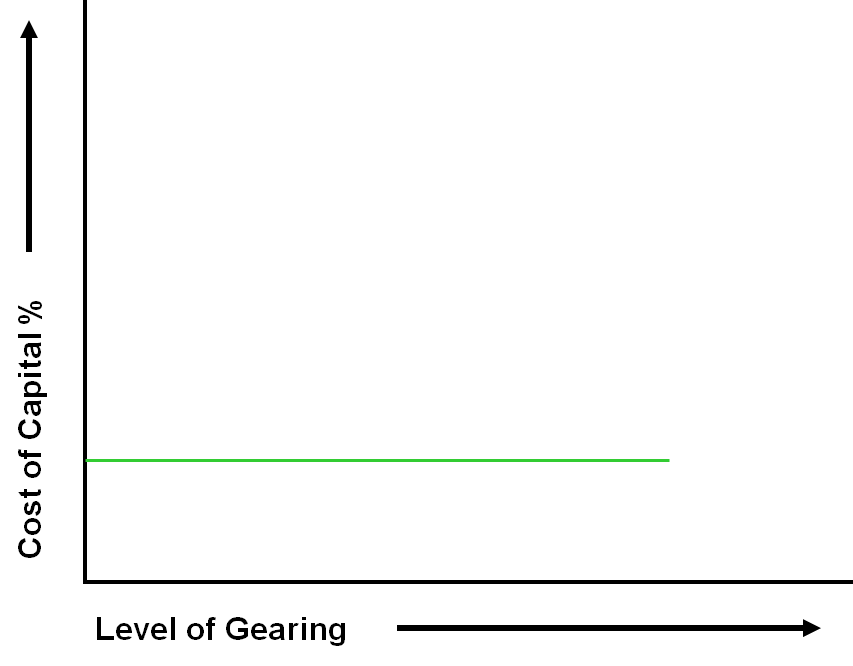 Cost of Capital %
Level of Gearing